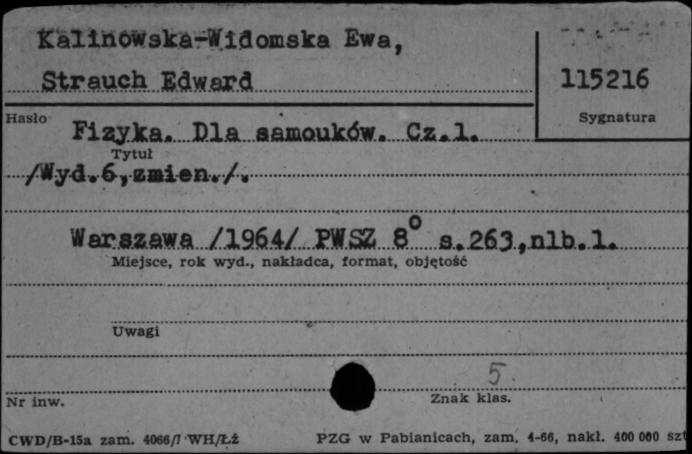 Kalinowska-Widomska Ewa,
Strauch Edward
115216
Hasło
Sygnatura
Fizyka. Dla samouków. Cz.1.
Tytuł
/Wyd.6,zmien./.
Warszawa /1964/ PWSZ 8° s.263,nlb.1.
Miejsce, rok wyd., nakładca, format, objętość
Uwagi
5.
Nr inw.
Znak klas.
CWD/B-15a zam. 4066/7 WH/Łż
PZG w Pabianicach, zam. 4-66, nakł. 400 000 szt